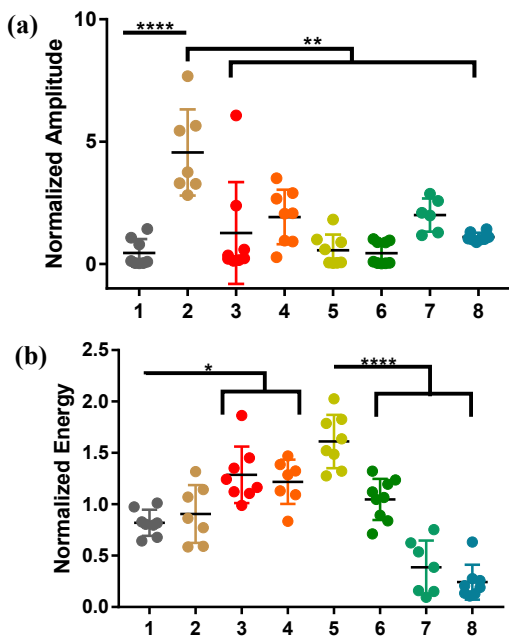 (a)
****
**
10
5
0
Normalized Amplitude
1 2 3 4 5 6 7 8
(b)
*
****
2.5
2.0
1.5
1.0
0.5
0.0
Normalized Energy
1 2 3 4 5 6 7 8